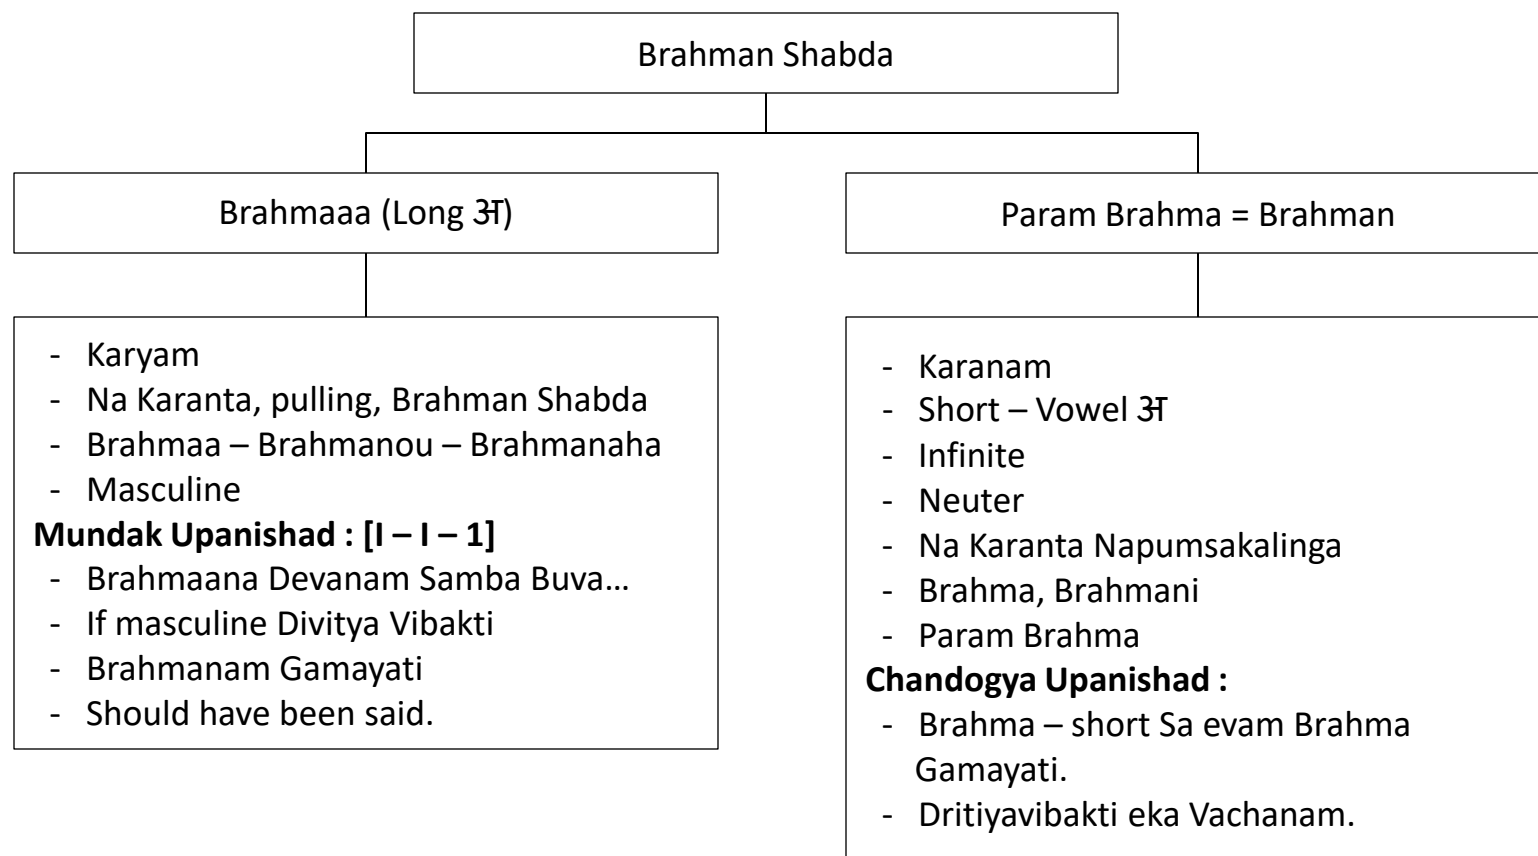 Brahman Shabda
Brahmaaa (Long अ)
- Karyam
- Na Karanta, pulling, Brahman Shabda
- Brahmaa – Brahmanou – Brahmanaha
- Masculine
Mundak Upanishad : [I – I – 1]
- Brahmaana Devanam Samba Buva…
- If masculine Divitya Vibakti
- Brahmanam Gamayati
- Should have been said.
Param Brahma = Brahman
- Karanam
- Short – Vowel अ
- Infinite
- Neuter
- Na Karanta Napumsakalinga
- Brahma, Brahmani
- Param Brahma
Chandogya Upanishad :
- Brahma – short Sa evam Brahma
Gamayati.
- Dritiyavibakti eka Vachanam.